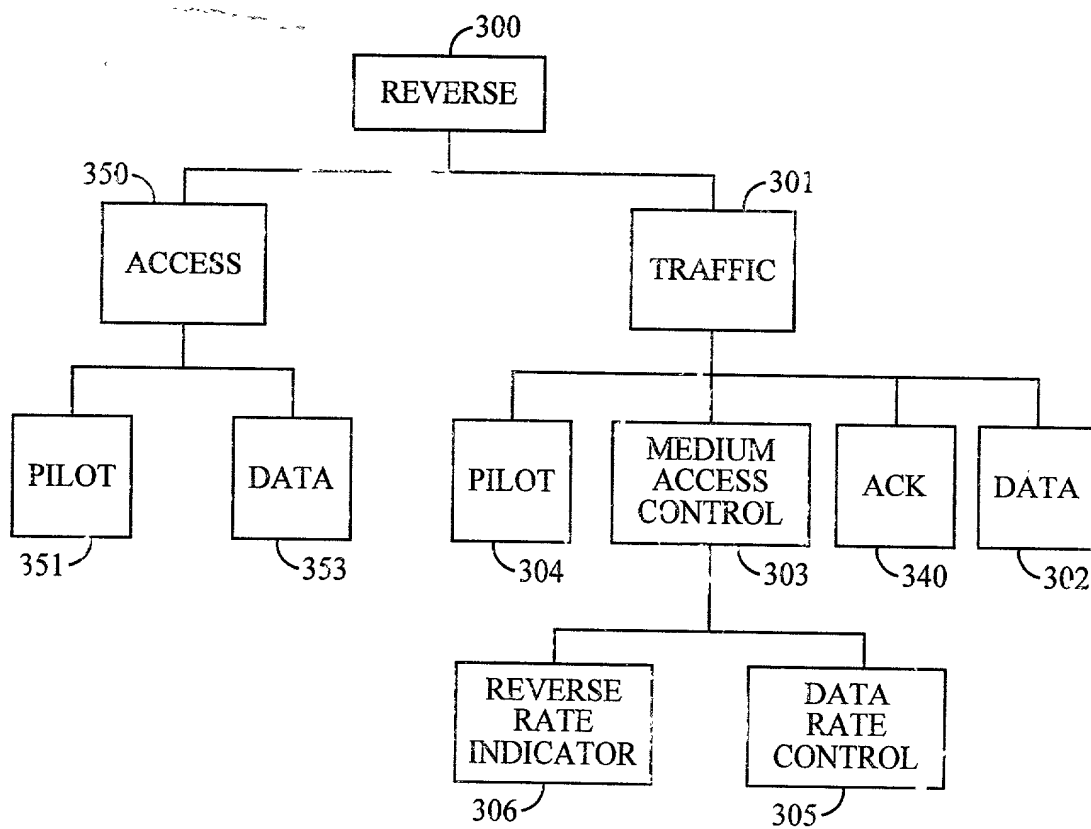 300
REVERSE
350
301
ACCESS
TRAFFIC
PILOT
DATA
PILOT
MEDIUM
ACCESS
CONTROL
ACK
DATA
351
353
304
303
340
302
REVERSE
RATE
INDICATOR
DATA
RATE
CONTROL
306
305